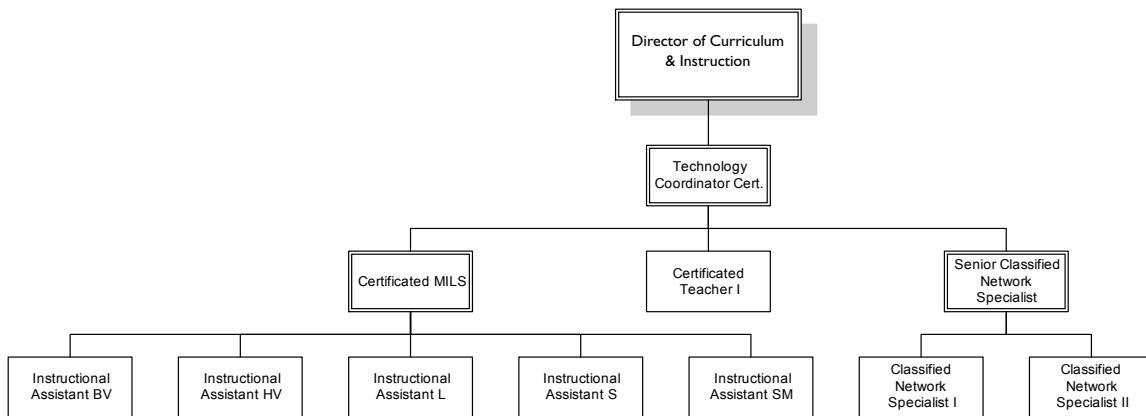 Director of Curriculum
& Instruction
Technology
Coordinator Cert.
Certificated MILS
Certificated
Teacher I
Senior Classified
Network
Specialist
Instructional
Assistant BV
Instructional
Assistant HV
Instructional
Assistant L
Instructional
Assistant S
Instructional
Assistant SM
Classified
Network
Specialist I
Classified
Network
Specialist II